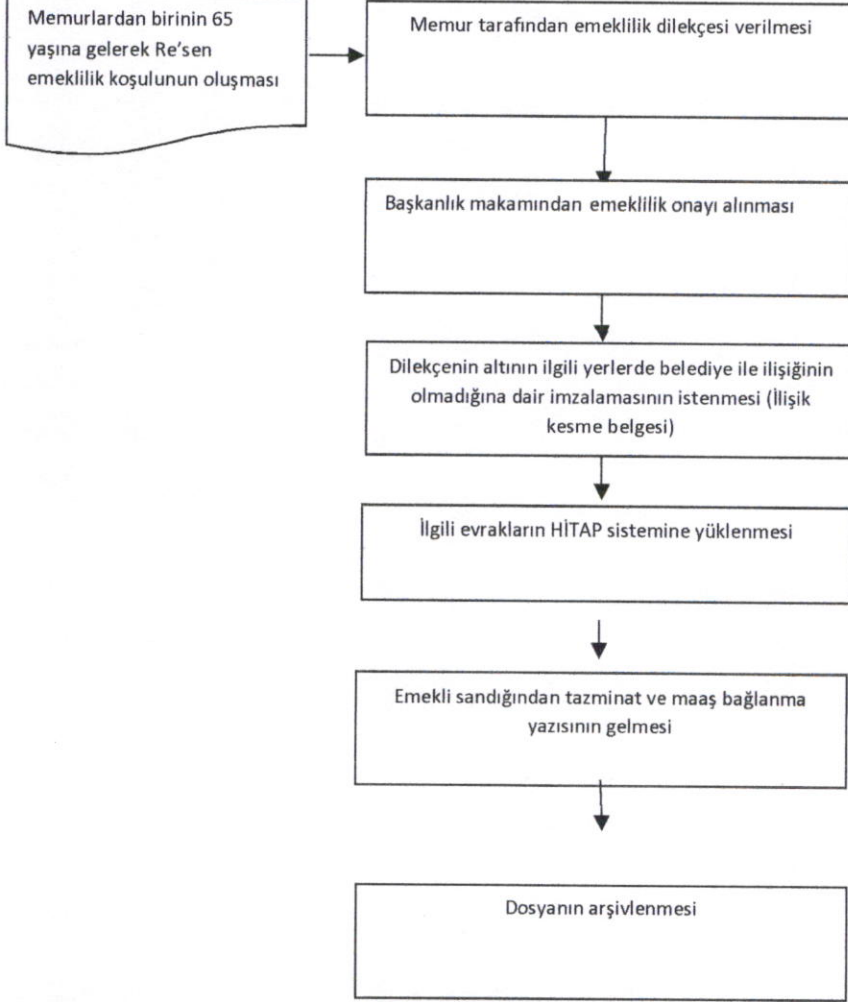 Memurlardan birinin 65
yaşına gelerek Re'sen
emeklilik koşulunun oluşması
Memur tarafından emeklilik dilekçesi verilmesi
Başkanlık makamından emeklilik onayı alınması
Dilekçenin altının ilgili yerlerde belediye ile ilişiğinin
olmadığına dair imzalamasının istenmesi (İlişik
kesme belgesi)
İlgili evrakların HİTAP sistemine yüklenmesi
Emekli sandığından tazminat ve maaş bağlanma
yazısının gelmesi
Dosyanın arşivlenmesi